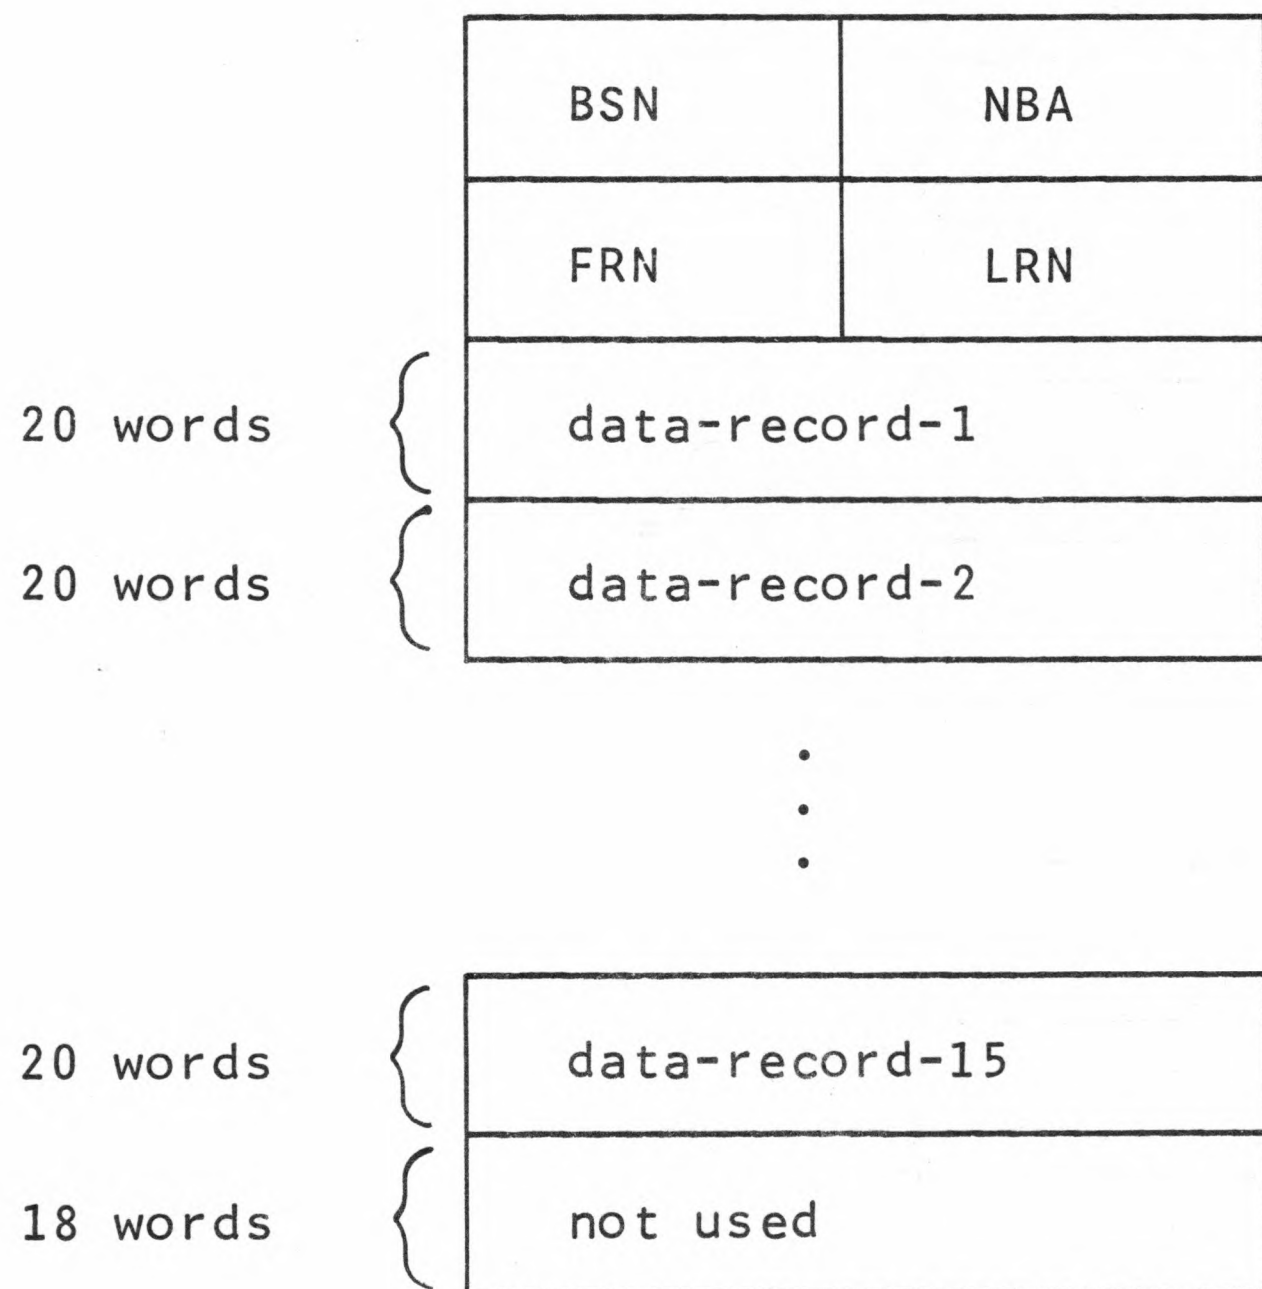 BSN NBA
FRN LRN
20 words data-record-1
20 words data-record-2
20 words data-record-15
18 words not used